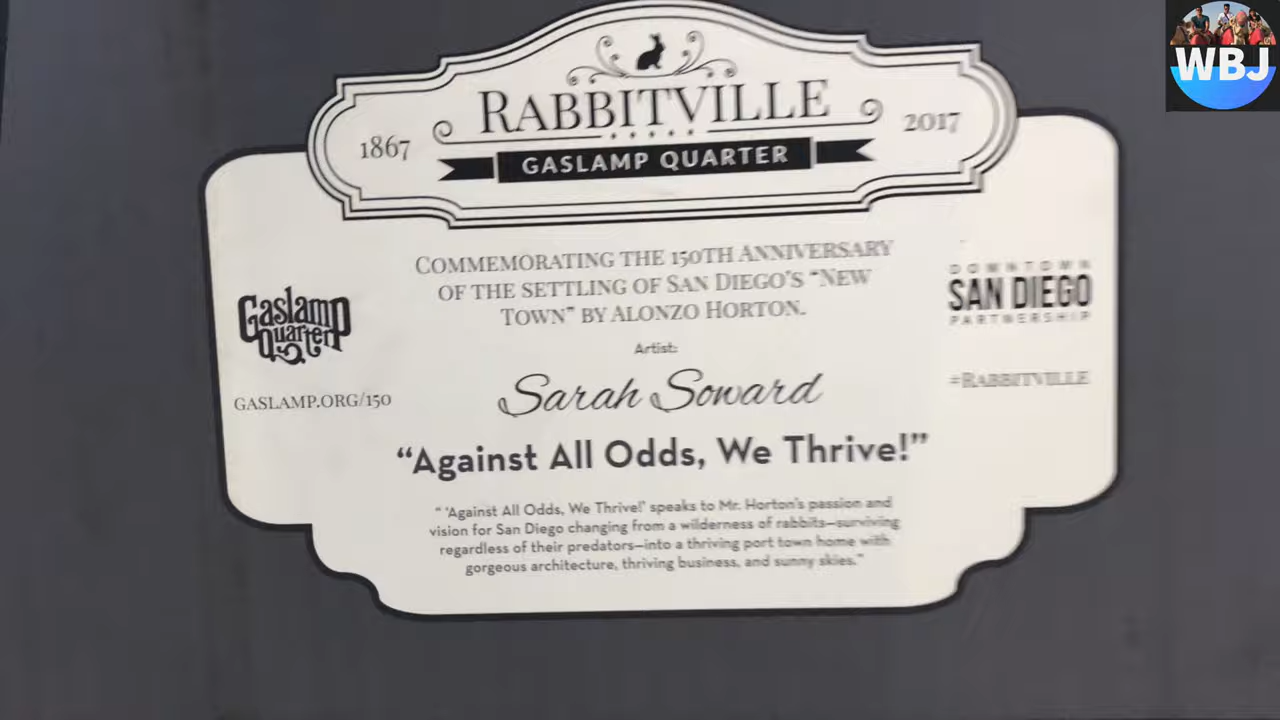 WBJ
RABBITVILLE
1867
2017
GASLAMP QUARTER
COMMEMORATING THE 150TH ANNIVERSARY
OF THE SETTLING OF SAN DIEGO'S "NEW
TOWN" BY ALONZO HORTON.
Artist:
Sarah Soward
"Against All Odds, We Thrive!"
" 'Against All Odds, We Thrive!' speaks to Mr. Horton's passion and
vision for San Diego changing from a wilderness of rabbits—surviving
regardless of their predators—into a thriving port town home with
gorgeous architecture, thriving business, and sunny skies."
Gaslamp
Quarter
GASLAMP.ORG/150
DOWNTOWN
SAN DIEGO
PARTNERSHIP
#RABBITVILLE